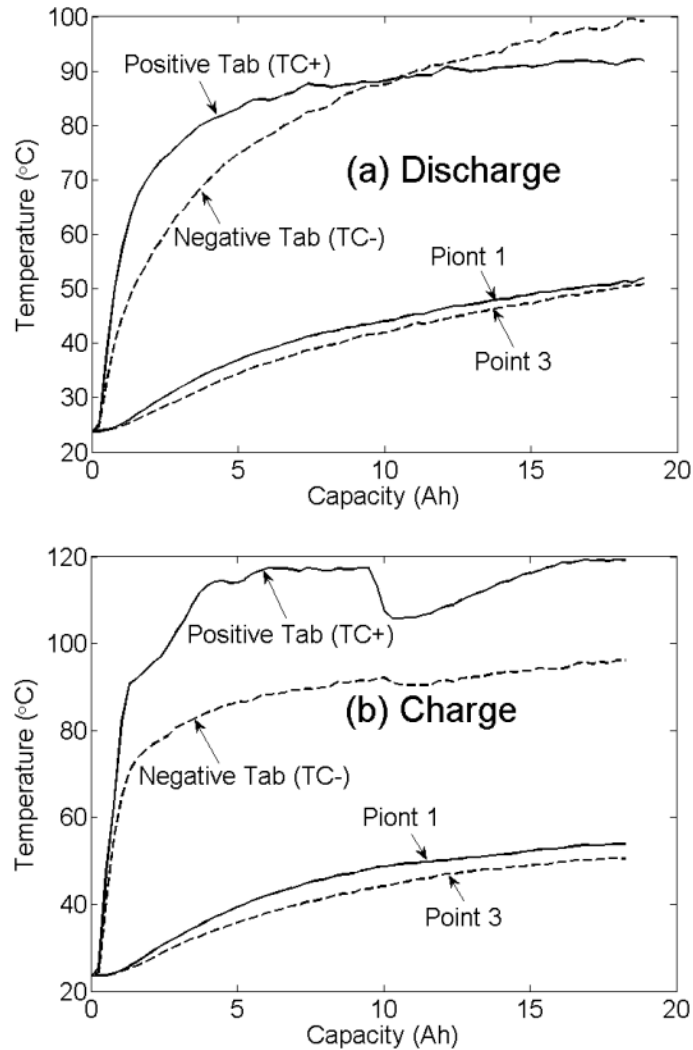 100
90
80
70
60
50
40
30
20
Temperature (°C)
Positive Tab (TC+)
(a) Discharge
Negative Tab (TC-)
Piont 1
Point 3
0 5 10 15 20
Capacity (Ah)
120
100
80
60
40
20
Temperature (°C)
Positive Tab (TC+)
(b) Charge
Negative Tab (TC-)
Piont 1
Point 3
0 5 10 15 20
Capacity (Ah)